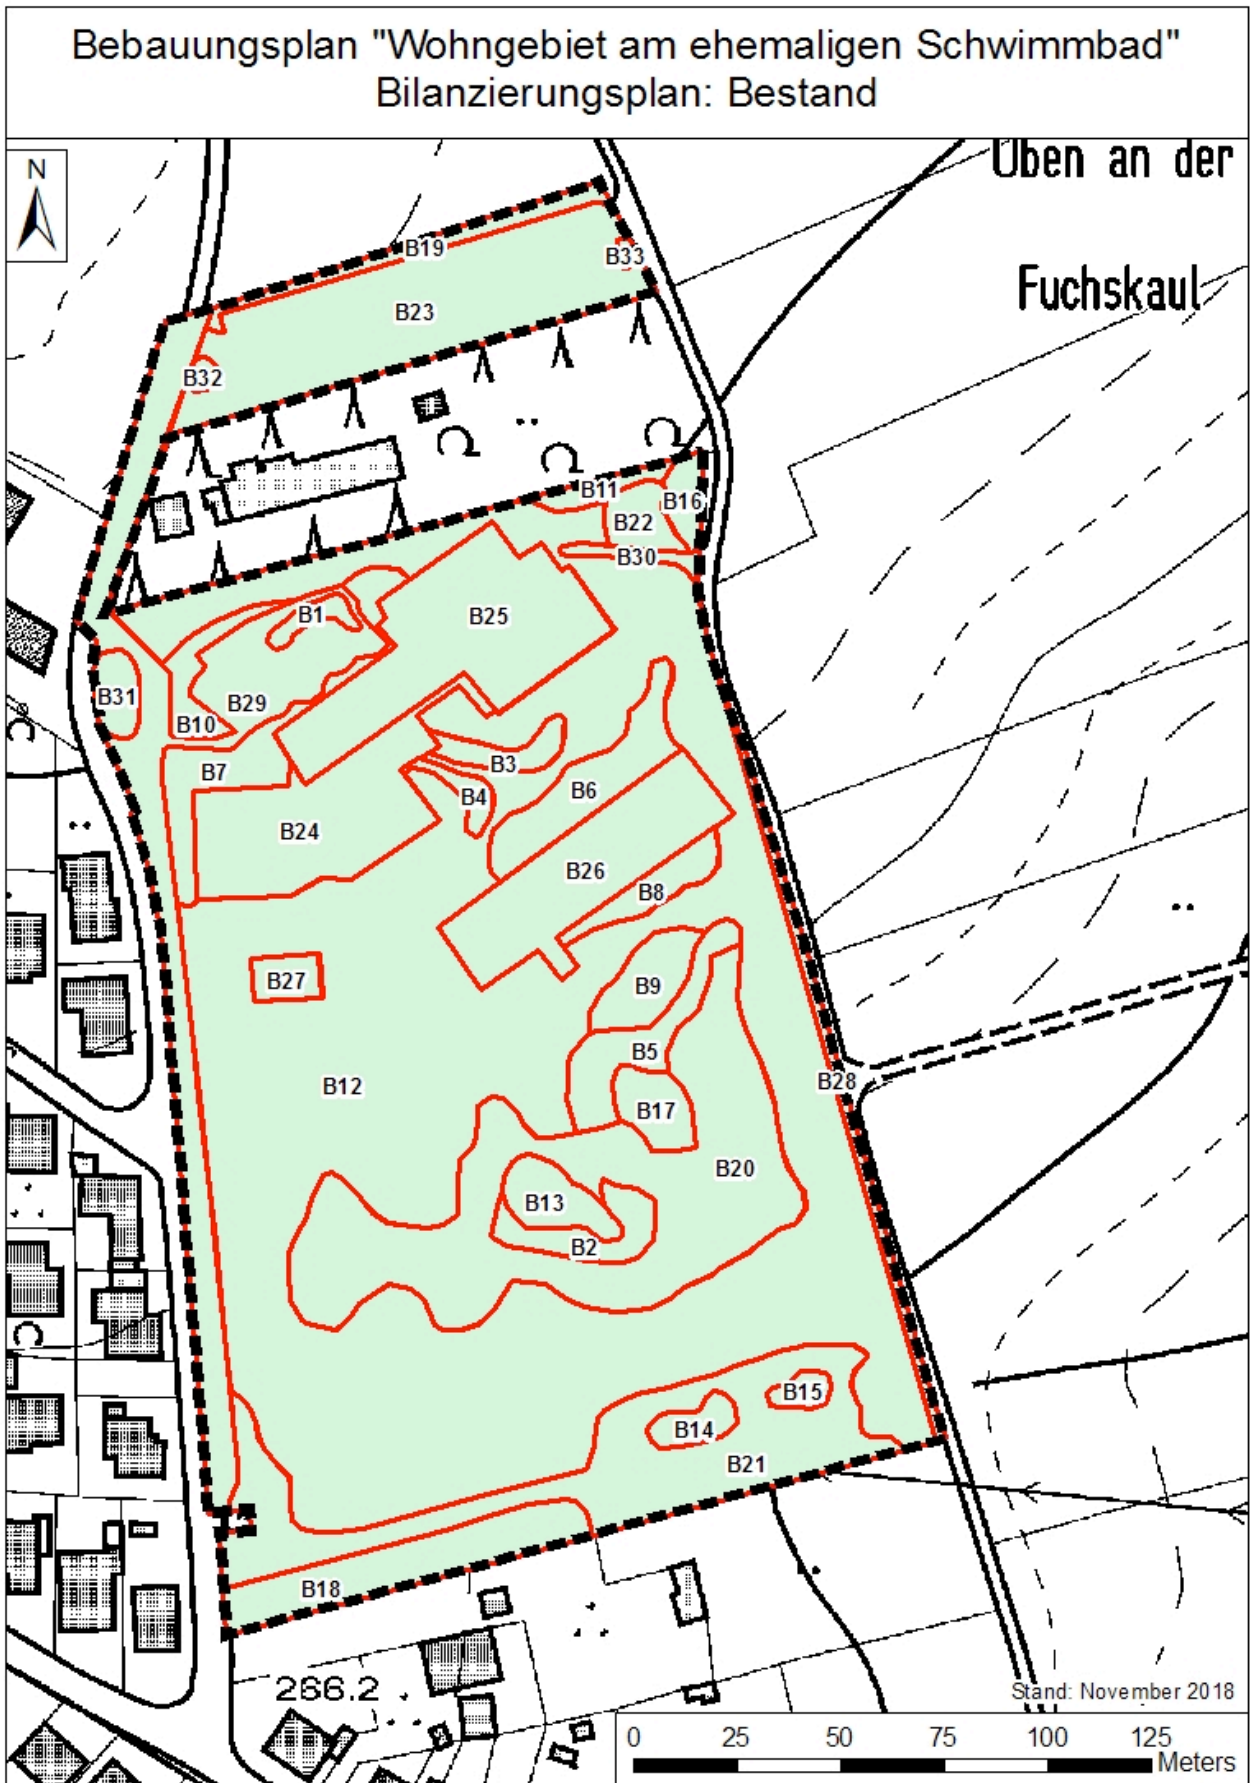 Bebauungsplan "Wohngebiet am ehemaligen Schwimmbad"
Bilanzierungsplan: Bestand
N
Oben an der
Fuchskaul
B19
B33
B23
B32
B11
B16
B22
B30
B1
B25
B31
B29
B10
B7
B3
B6
B4
B24
B26
B8
B27
B9
B5
B28
B12
B17
B20
B13
B2
B15
B14
B21
B18
266.2
Stand: November 2018
0 25 50 75 100 125
Meters